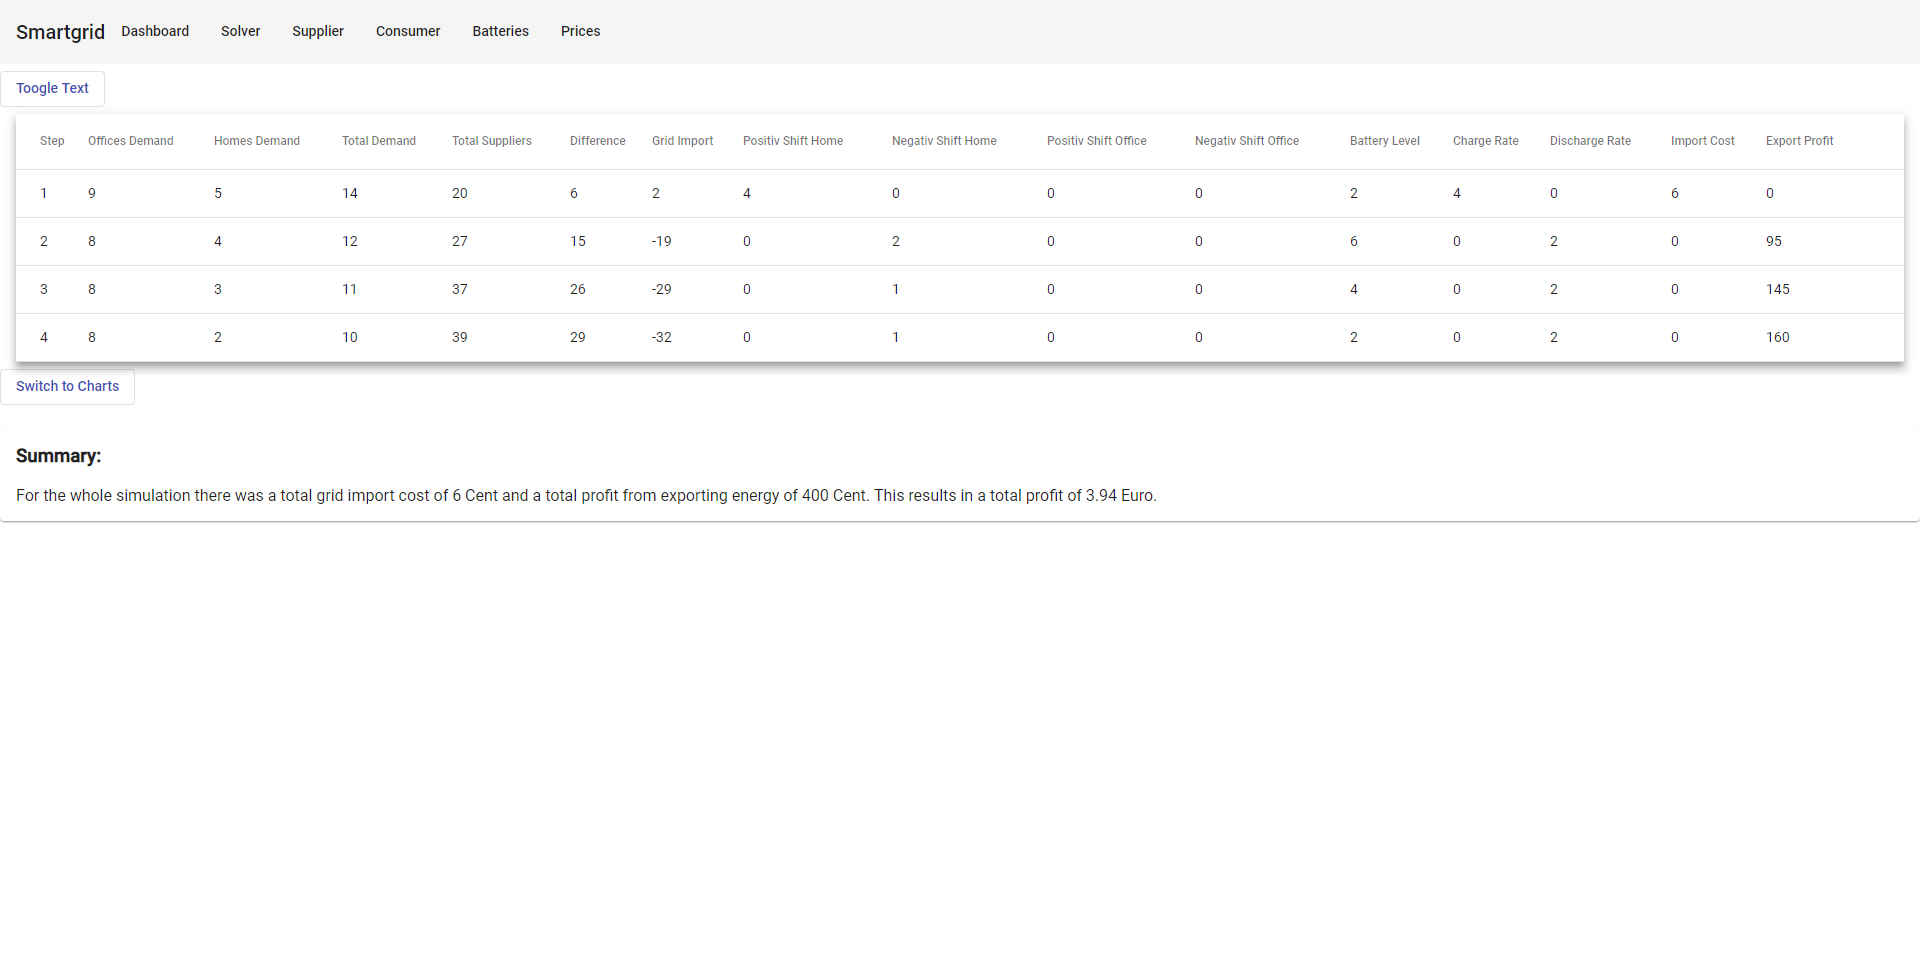 Smartgrid Dashboard Solver Supplier Consumer Batteries Prices
Toogle Text
Step Offices Demand Homes Demand Total Demand Total Suppliers Difference Grid Import Positiv Shift Home Negativ Shift Home Positiv Shift Office Negativ Shift Office Battery Level Charge Rate Discharge Rate Import Cost Export Profit
1 9 5 14 20 6 2 4 0 0 0 2 4 0 6 0
2 8 4 12 27 15 -19 0 2 0 0 6 0 2 0 95
3 8 3 11 37 26 -29 0 1 0 0 4 0 2 0 145
4 8 2 10 39 29 -32 0 1 0 0 2 0 2 0 160
Switch to Charts
Summary:
For the whole simulation there was a total grid import cost of 6 Cent and a total profit from exporting energy of 400 Cent. This results in a total profit of 3.94 Euro.